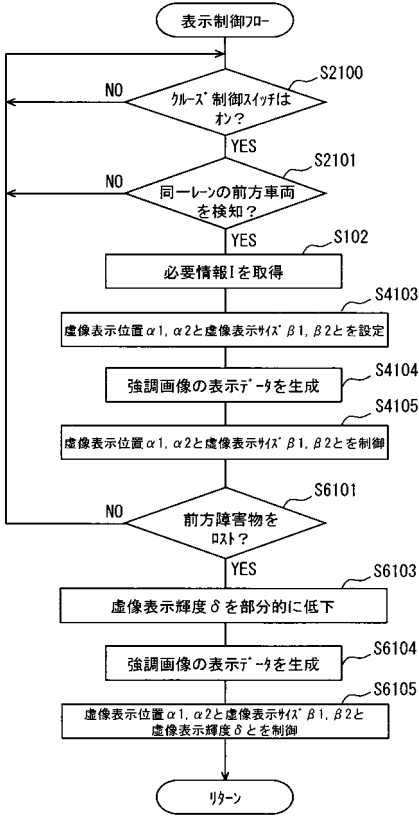 表示制御フロー
S2100
クルーズ制御スイッチは
オン？
NO
YES
S2101
同一レーンの前方車両
を検知？
NO
YES
S102
必要情報Iを取得
S4103
虚像表示位置α1,α2と虚像表示サイズβ1,β2とを設定
S4104
強調画像の表示データを生成
S4105
虚像表示位置α1,α2と虚像表示サイズβ1,β2とを制御
S6101
前方障害物を
ロスト？
NO
YES
S6103
虚像表示輝度δを部分的に低下
S6104
強調画像の表示データを生成
S6105
虚像表示位置α1,α2と虚像表示サイズβ1,β2と
虚像表示輝度δとを制御
リターン